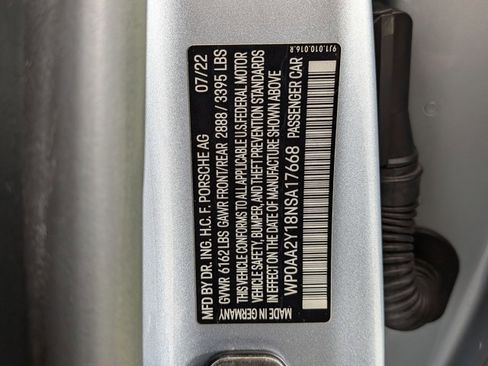 MFD BY DR. ING. H.C. F. PORSCHE AG 07/22
GVWR 6162LBS GAWR FRONT/REAR 2888/3395 LBS
THIS VEHICLE CONFORMS TO ALL APPLICABLE U.S.FEDERAL MOTOR
VEHICLE SAFETY, BUMPER, AND THEFT PREVENTION STANDARDS
IN EFFECT ON THE DATE OF MANUFACTURE SHOWN ABOVE
WP0AA2Y18NSA17668 PASSENGER CAR
MADE IN GERMANY
9J1.010.016.R